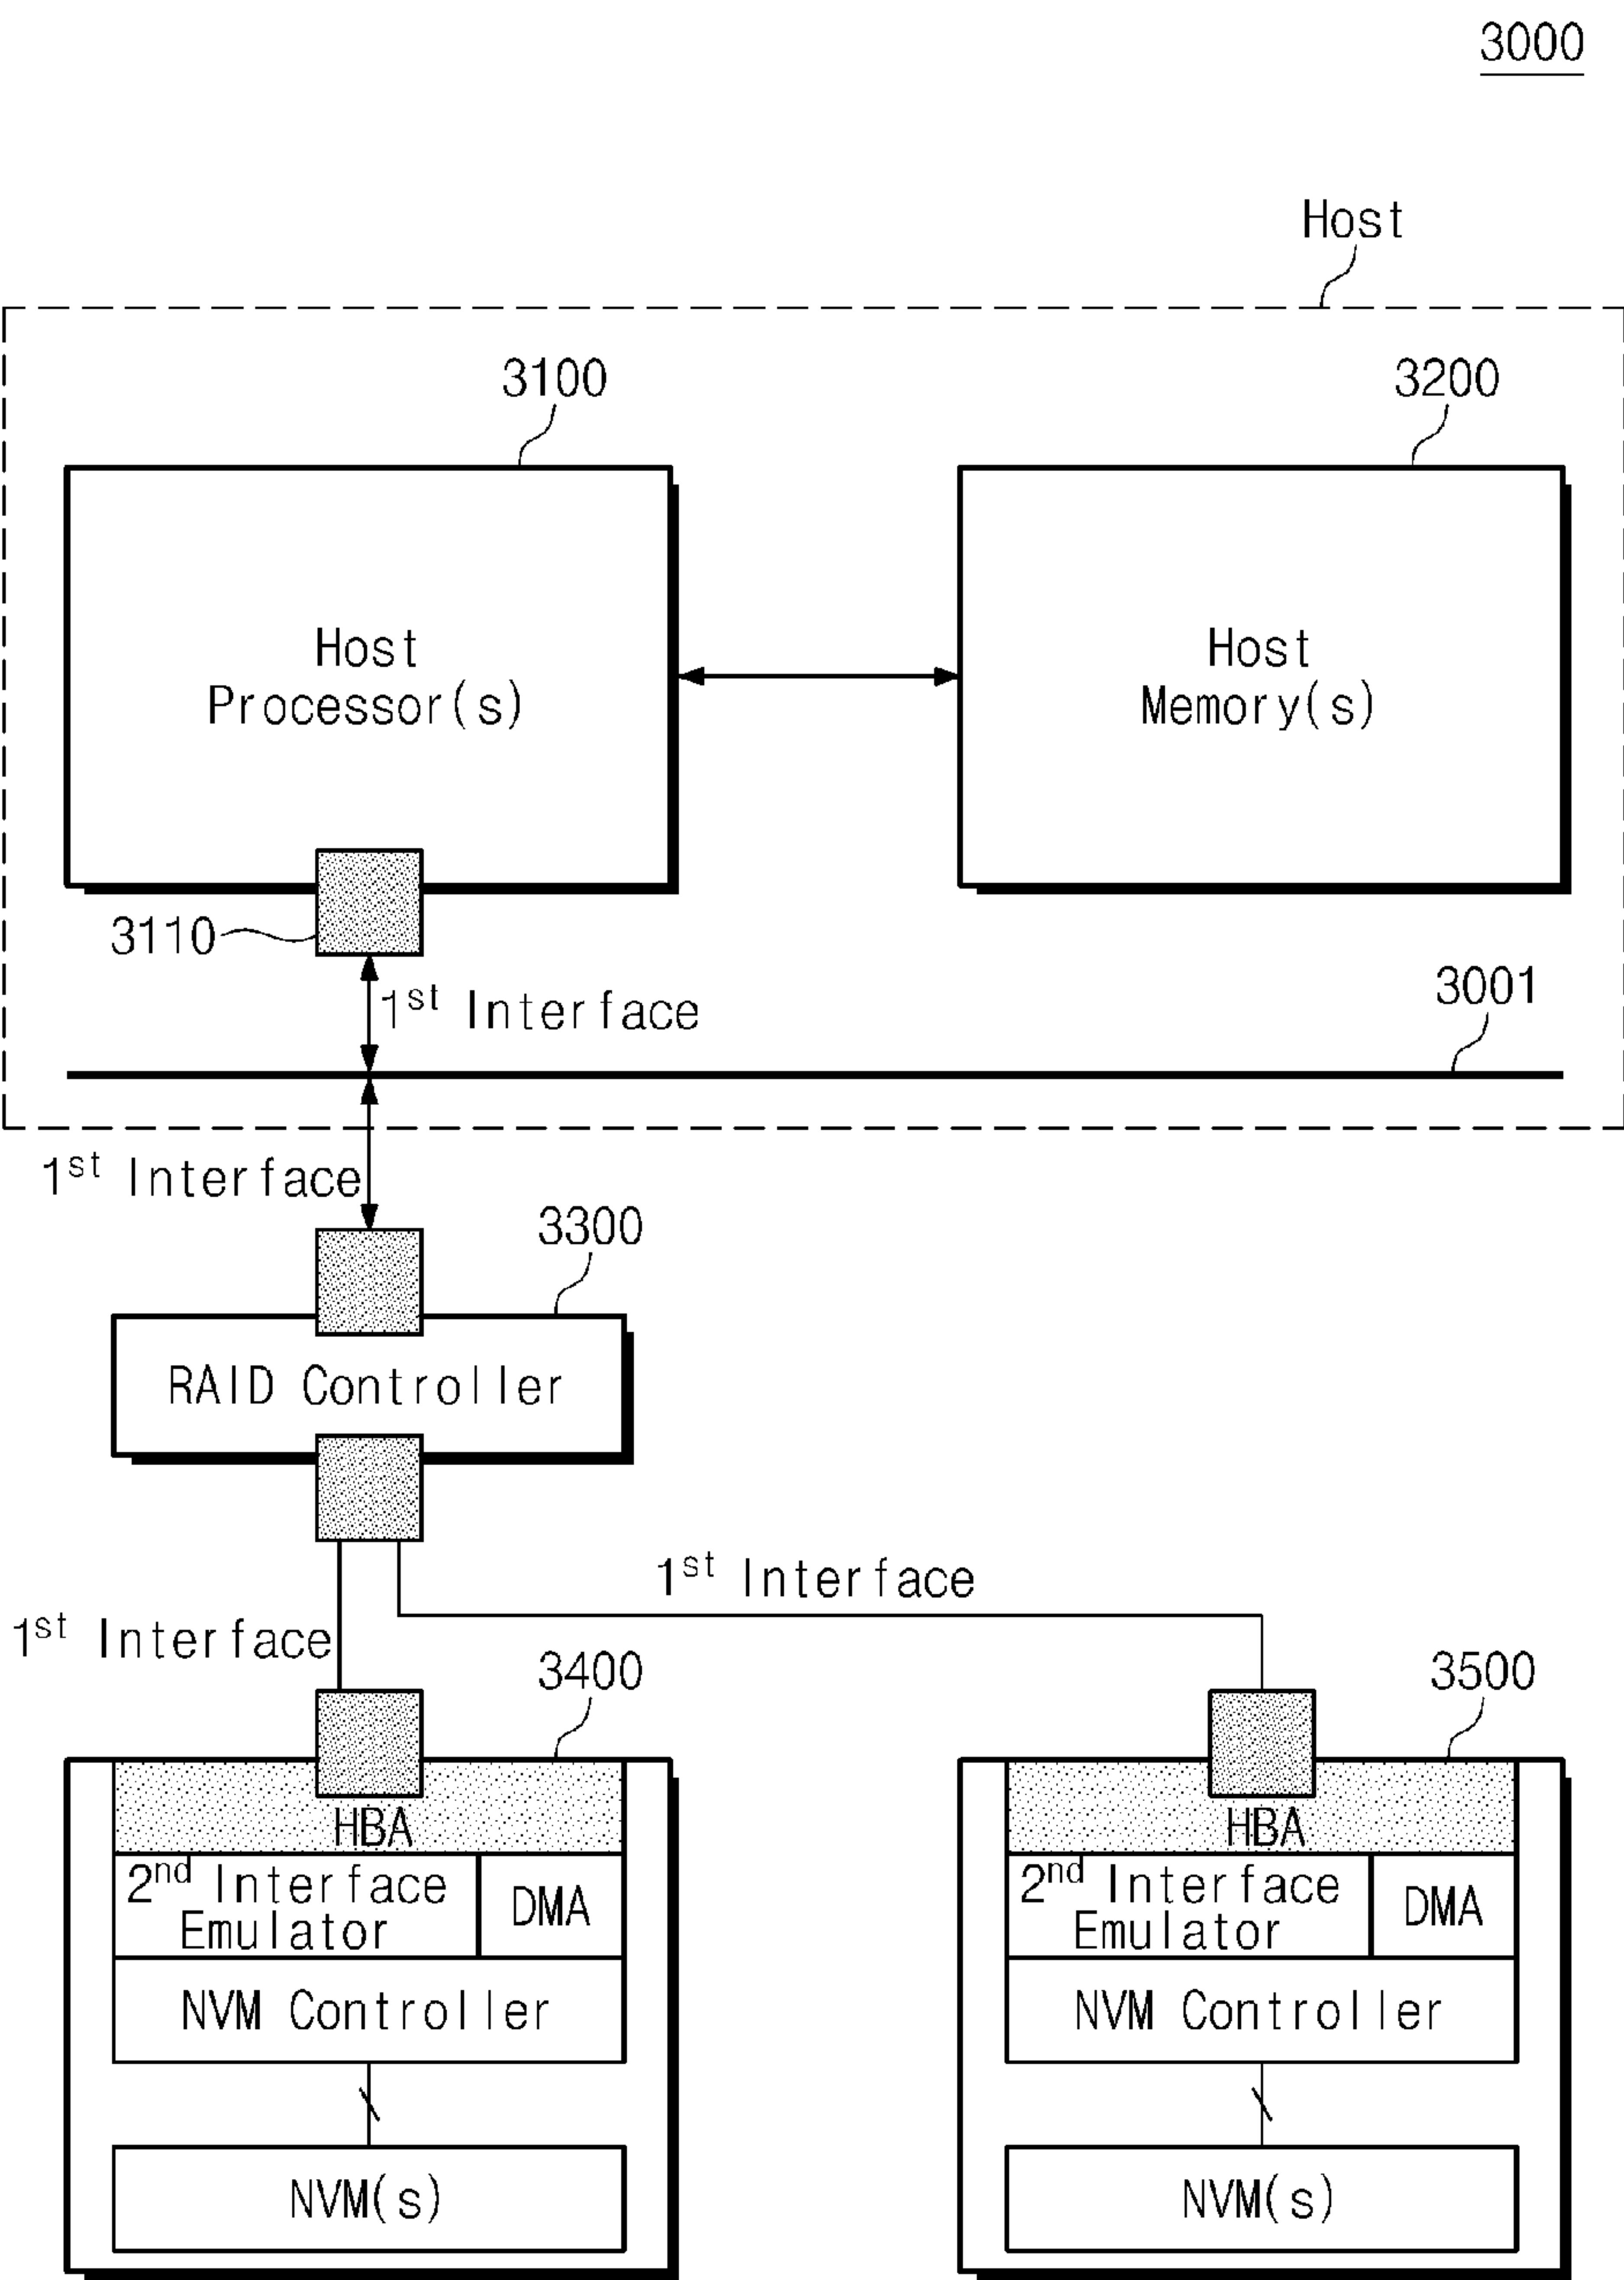 3000
Host
3100
3200
Host
Processor(s)
Host
Memory(s)
3110
1st Interface
3001
1st Interface
3300
RAID Controller
1st Interface
1st Interface
3400
3500
HBA
2nd Interface
Emulator
DMA
NVM Controller
NVM(s)
HBA
2nd Interface
Emulator
DMA
NVM Controller
NVM(s)